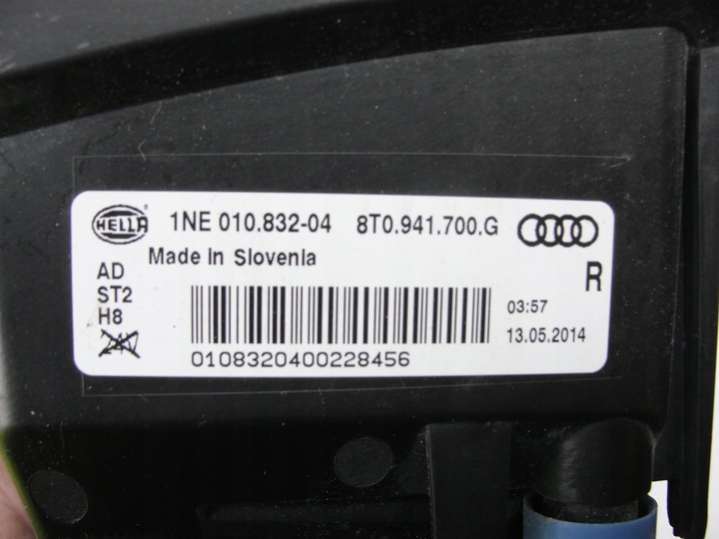 HELLA 1NE 010.832-04 8T0.941.700.G
Made In Slovenia
AD
R
ST2
03:57
H8
13.05.2014
0108320400228456